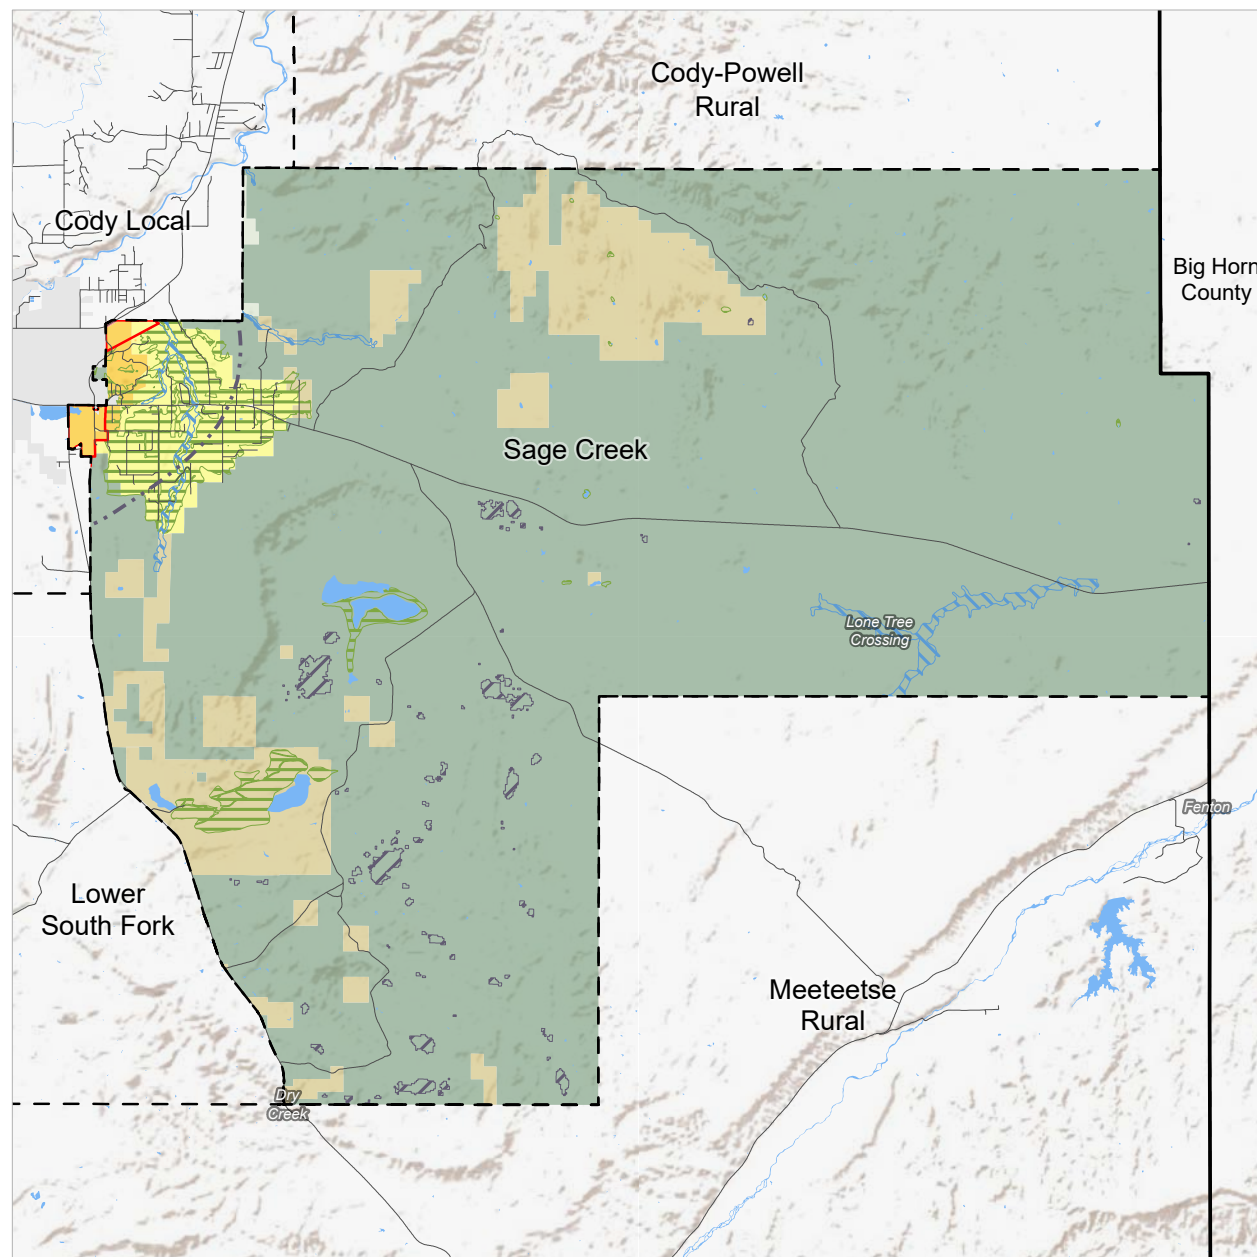 Cody-Powell
Rural
Cody Local
Big Horn
County
Sage Creek
Lone Tree
Crossing
Fenton
Lower
South Fork
Meeteetse
Rural
Dry
Creek